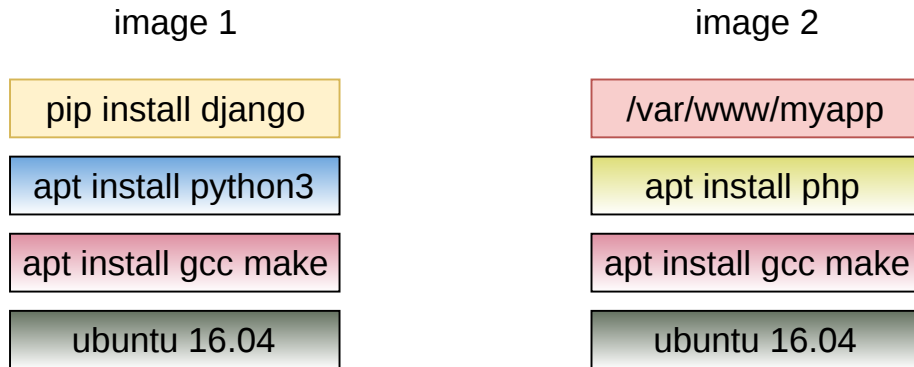 image 1
pip install django
apt install python3
apt install gcc make
ubuntu 16.04
image 2
/var/www/myapp
apt install php
apt install gcc make
ubuntu 16.04